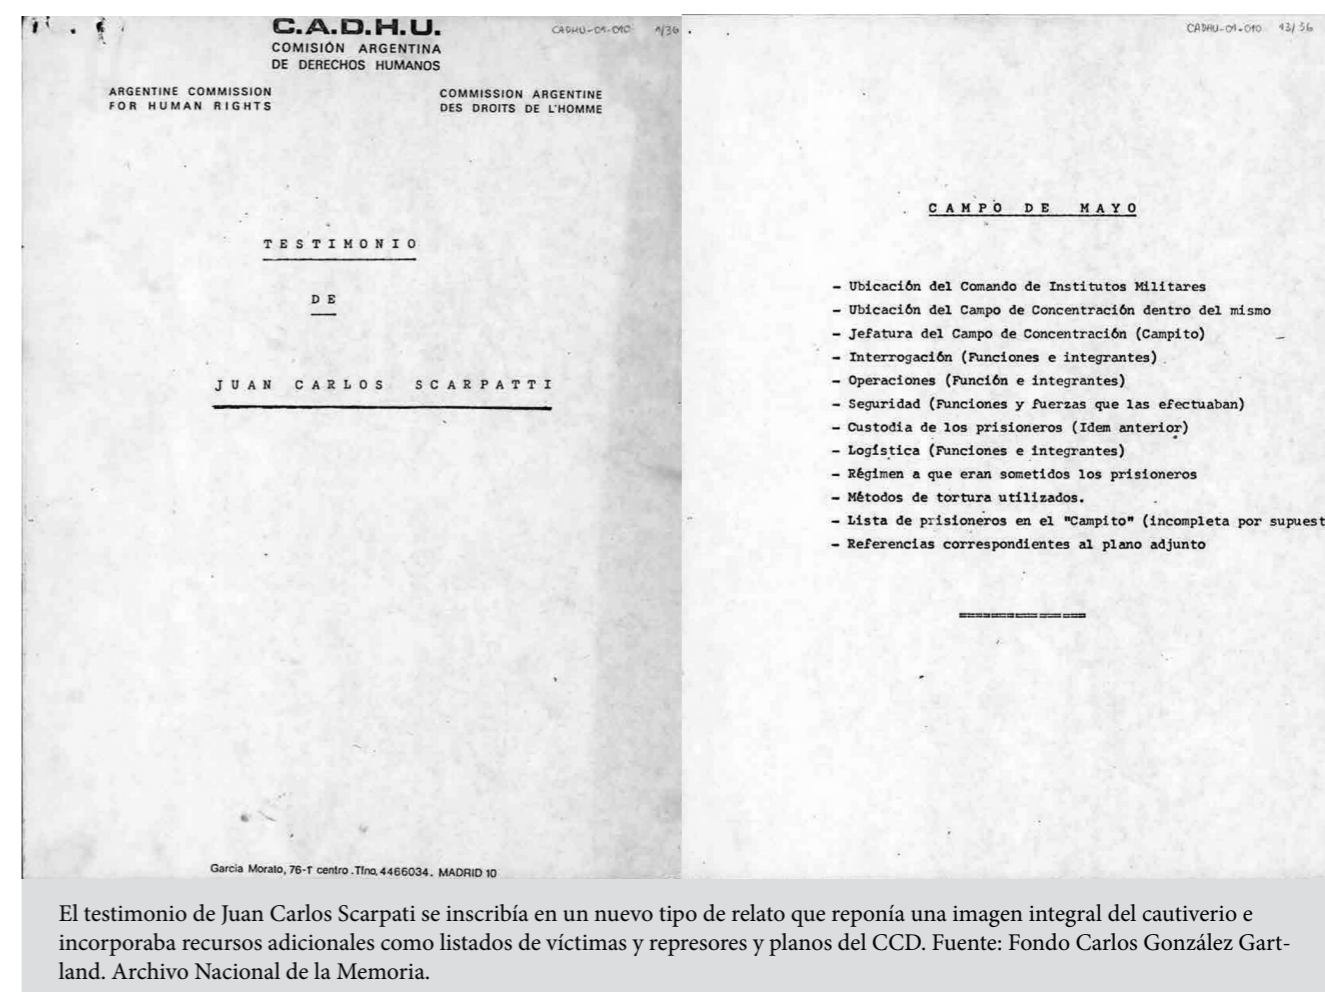 C.A.D.H.U.
COMISIÓN ARGENTINA
DE DERECHOS HUMANOS
CADHU-01-010 1/36
ARGENTINE COMMISSION
FOR HUMAN RIGHTS
COMMISSION ARGENTINE
DES DROITS DE L'HOMME
TESTIMONIO
DE
JUAN CARLOS SCARPATTI
Garcia Morato, 76-1' centro .Tfno. 4466034. MADRID 10
CADHU-01-010 13/36
CAMPO DE MAYO
- Ubicación del Comando de Institutos Militares
- Ubicación del Campo de Concentración dentro del mismo
- Jefatura del Campo de Concentración (Campito)
- Interrogación (Funciones e integrantes)
- Operaciones (Función e integrantes)
- Seguridad (Funciones y fuerzas que las efectuaban)
- Custodia de los prisioneros (Idem anterior)
- Logística (Funciones e integrantes)
- Régimen a que eran sometidos los prisioneros
- Métodos de tortura utilizados.
- Lista de prisioneros en el "Campito" (incompleta por supuest
- Referencias correspondientes al plano adjunto
El testimonio de Juan Carlos Scarpati se inscribía en un nuevo tipo de relato que reponía una imagen integral del cautiverio e
incorporaba recursos adicionales como listados de víctimas y represores y planos del CCD. Fuente: Fondo Carlos González Gart-
land. Archivo Nacional de la Memoria.